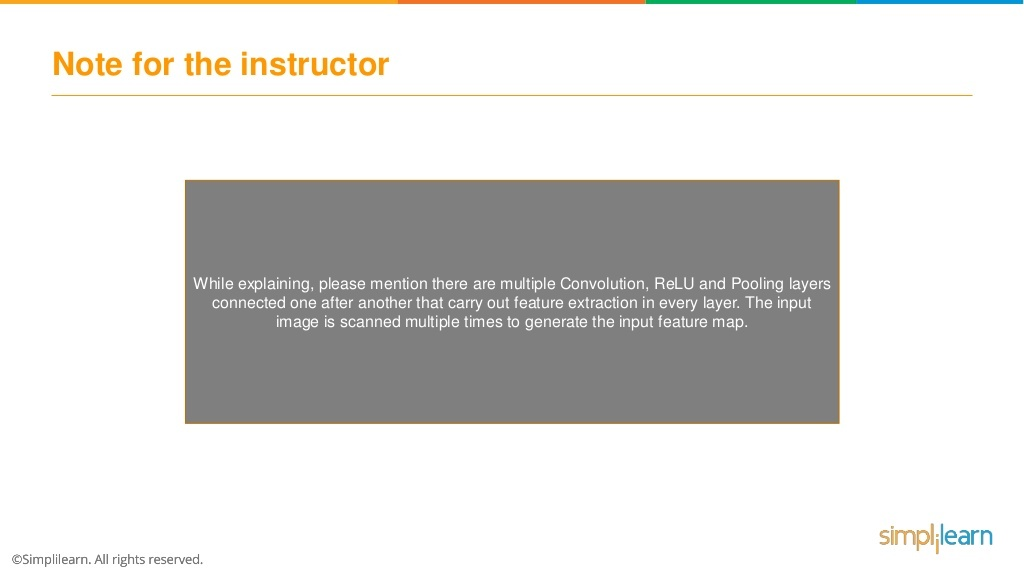 Note for the instructor
While explaining, please mention there are multiple Convolution, ReLU and Pooling layers
connected one after another that carry out feature extraction in every layer. The input
image is scanned multiple times to generate the input feature map.
simplilearn
©Simplilearn. All rights reserved.